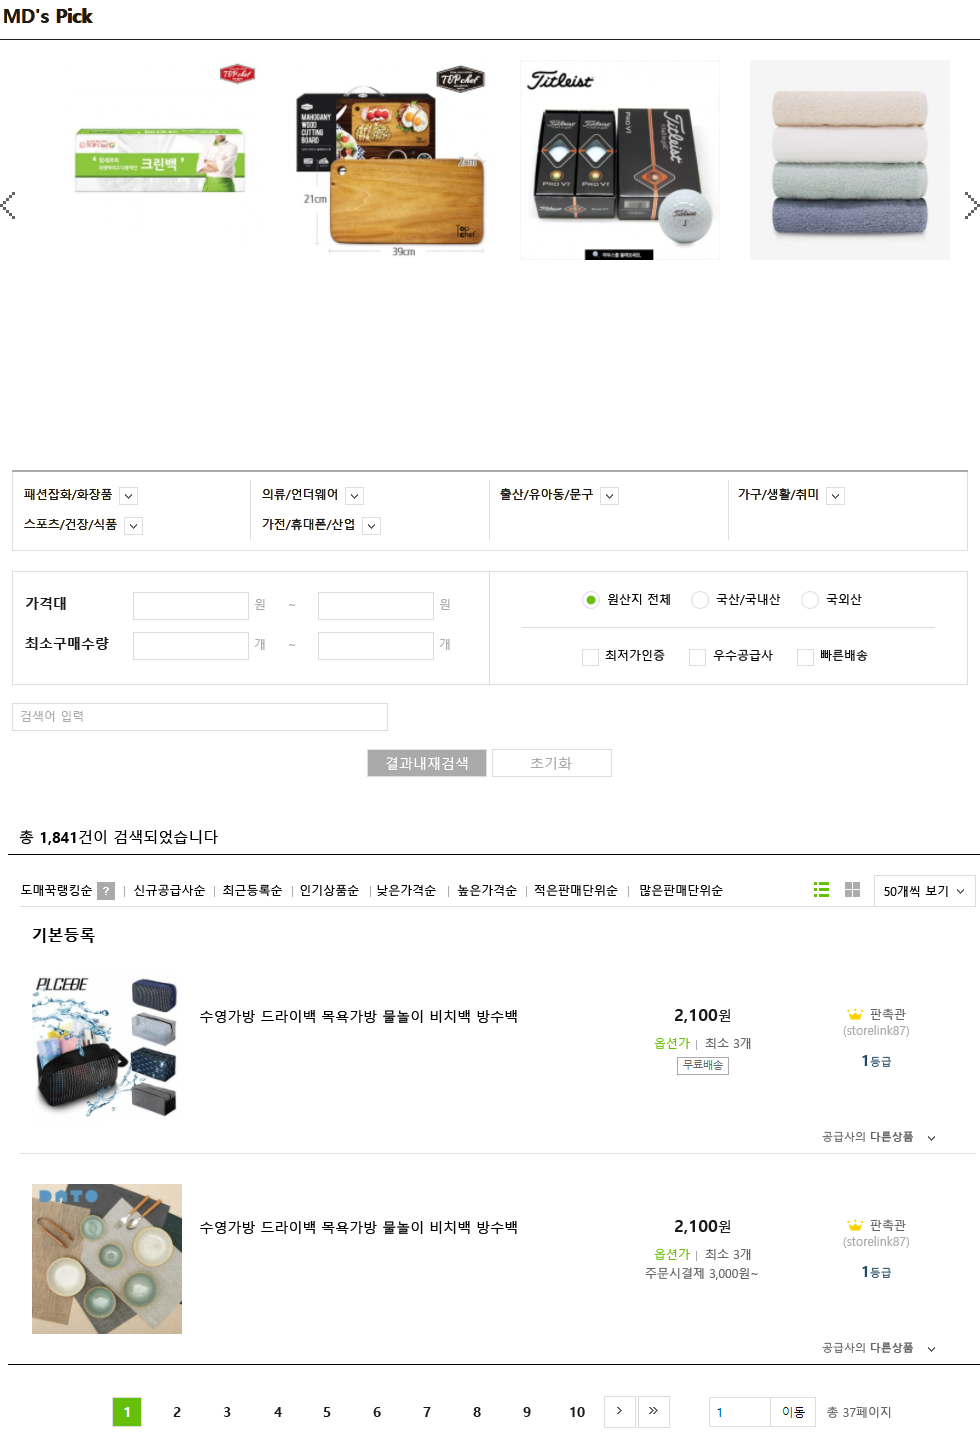 MD's Pick
TOP chef
TOP chef
크린백
MAHOGANY
WOOD
CUTTING
BOARD
2cm
21cm
Top chef
39cm
Titleist
Titleist
PRO V1
PRO V1
PRO V1
Titleist
1
패션잡화/화장품
의류/언더웨어
출산/유아동/문구
가구/생활/취미
스포츠/건강/식품
가전/휴대폰/산업
가격대 원 ~ 원
최소구매수량 개 ~ 개
원산지 전체 국산/국내산 국외산
최저가인증 우수공급사 빠른배송
검색어 입력
결과내재검색 초기화
총 1,841건이 검색되었습니다
도매꾹랭킹순 ? | 신규공급사순 | 최근등록순 | 인기상품순 | 낮은가격순 | 높은가격순 | 적은판매단위순 | 많은판매단위순
50개씩 보기
기본등록
PLCEBE
수영가방 드라이백 목욕가방 물놀이 비치백 방수백
2,100원
옵션가 | 최소 3개
무료배송
판촉관
(storelink87)
1등급
공급사의 다른상품
DATO
수영가방 드라이백 목욕가방 물놀이 비치백 방수백
2,100원
옵션가 | 최소 3개
주문시결제 3,000원~
판촉관
(storelink87)
1등급
공급사의 다른상품
1 2 3 4 5 6 7 8 9 10 > » 1 이동 총 37페이지